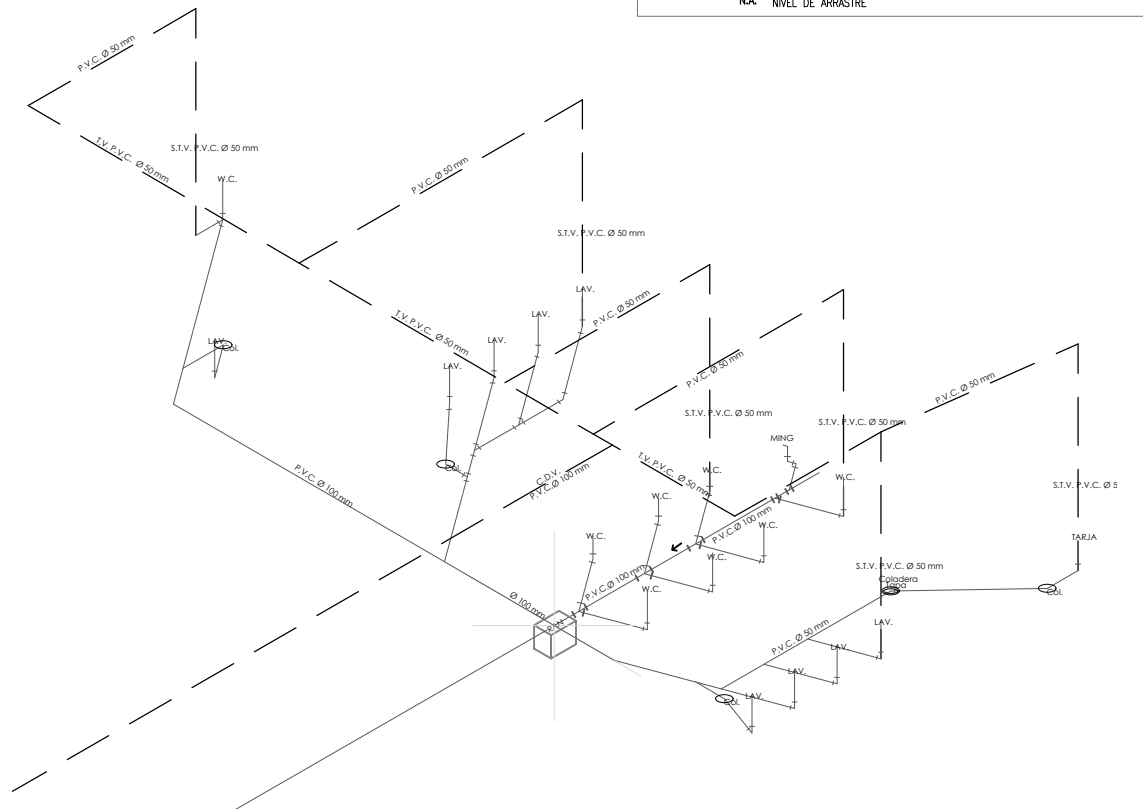 N.A. NIVEL DE ARRASTRE
P.V.C. Ø 50 mm
T.V. P.V.C. Ø 50 mm
S.T.V. P.V.C. Ø 50 mm
W.C.
P.V.C. Ø 50 mm
S.T.V. P.V.C. Ø 50 mm
LAV.
Col.
T.V. P.V.C. Ø 50 mm
LAV.
LAV.
LAV.
LAV.
P.V.C. Ø 50 mm
P.V.C. Ø 50 mm
P.V.C. Ø 50 mm
S.T.V. P.V.C. Ø 50 mm
S.T.V. P.V.C. Ø 50 mm
MING
Col.
P.V.C. Ø 100 mm
C.D.V.
P.V.C. Ø 100 mm
T.V. P.V.C. Ø 50 mm
W.C.
W.C.
S.T.V. P.V.C. Ø 5
W.C.
P.V.C Ø 100 mm
W.C.
W.C.
TARJA
W.C.
S.T.V. P.V.C. Ø 50 mm
Coladera
Tapa
Col.
P.V.C.Ø 100 mm
W.C.
Ø 100 mm
LAV.
P.V.C. Ø 50 mm
LAV.
LAV.
LAV.
Col.